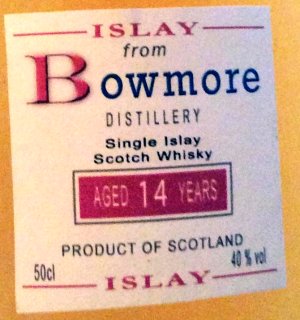 ISLAY
from
Bowmore
DISTILLERY
Single Islay
Scotch Whisky
AGED 14 YEARS
PRODUCT OF SCOTLAND
50cl 40 % vol
ISLAY